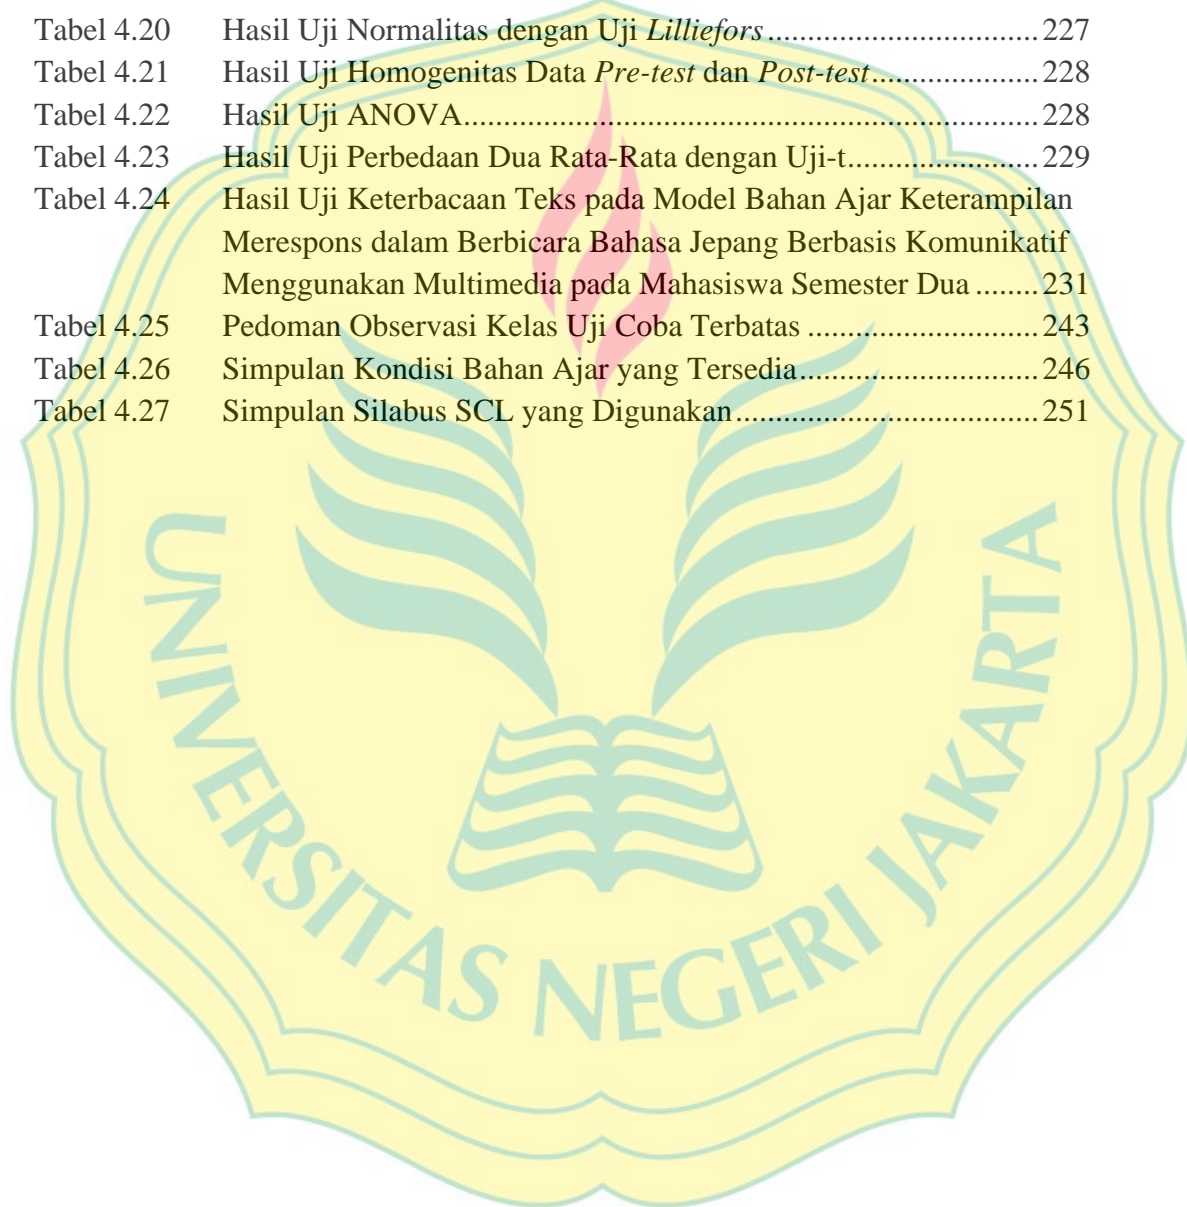 Tabel 4.20 Hasil Uji Normalitas dengan Uji Lilliefors..................................227
Tabel 4.21 Hasil Uji Homogenitas Data Pre-test dan Post-test.....................228
Tabel 4.22 Hasil Uji ANOVA........................................................................228
Tabel 4.23 Hasil Uji Perbedaan Dua Rata-Rata dengan Uji-t........................229
Tabel 4.24 Hasil Uji Keterbacaan Teks pada Model Bahan Ajar Keterampilan
Merespons dalam Berbicara Bahasa Jepang Berbasis Komunikatif
Menggunakan Multimedia pada Mahasiswa Semester Dua ........231
Tabel 4.25 Pedoman Observasi Kelas Uji Coba Terbatas .............................243
Tabel 4.26 Simpulan Kondisi Bahan Ajar yang Tersedia..............................246
Tabel 4.27 Simpulan Silabus SCL yang Digunakan......................................251
UNIVERSITAS NEGERI JAKARTA